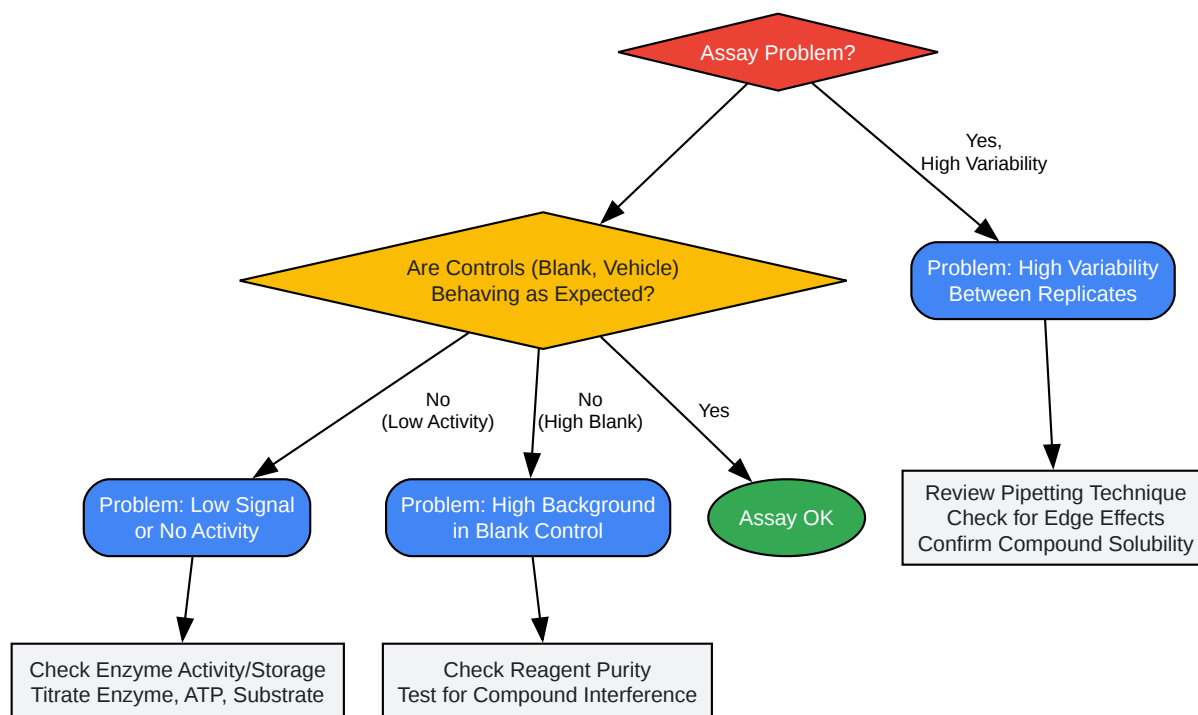 Assay Problem?
Yes,
High Variability
Are Controls (Blank, Vehicle)
Behaving as Expected?
Problem: High Variability
Between Replicates
No
(Low Activity)
No
(High Blank)
Yes
Problem: Low Signal
or No Activity
Problem: High Background
in Blank Control
Assay OK
Review Pipetting Technique
Check for Edge Effects
Confirm Compound Solubility
Check Enzyme Activity/Storage
Titrate Enzyme, ATP, Substrate
Check Reagent Purity
Test for Compound Interference